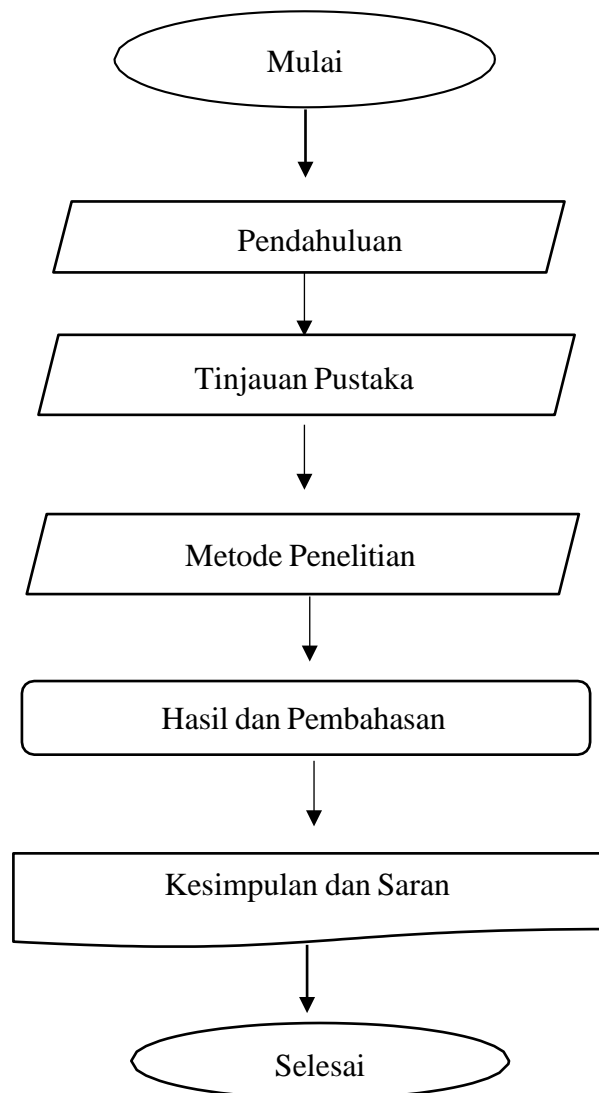 Mulai
Pendahuluan
Tinjauan Pustaka
Metode Penelitian
Hasil dan Pembahasan
Kesimpulan dan Saran
Selesai